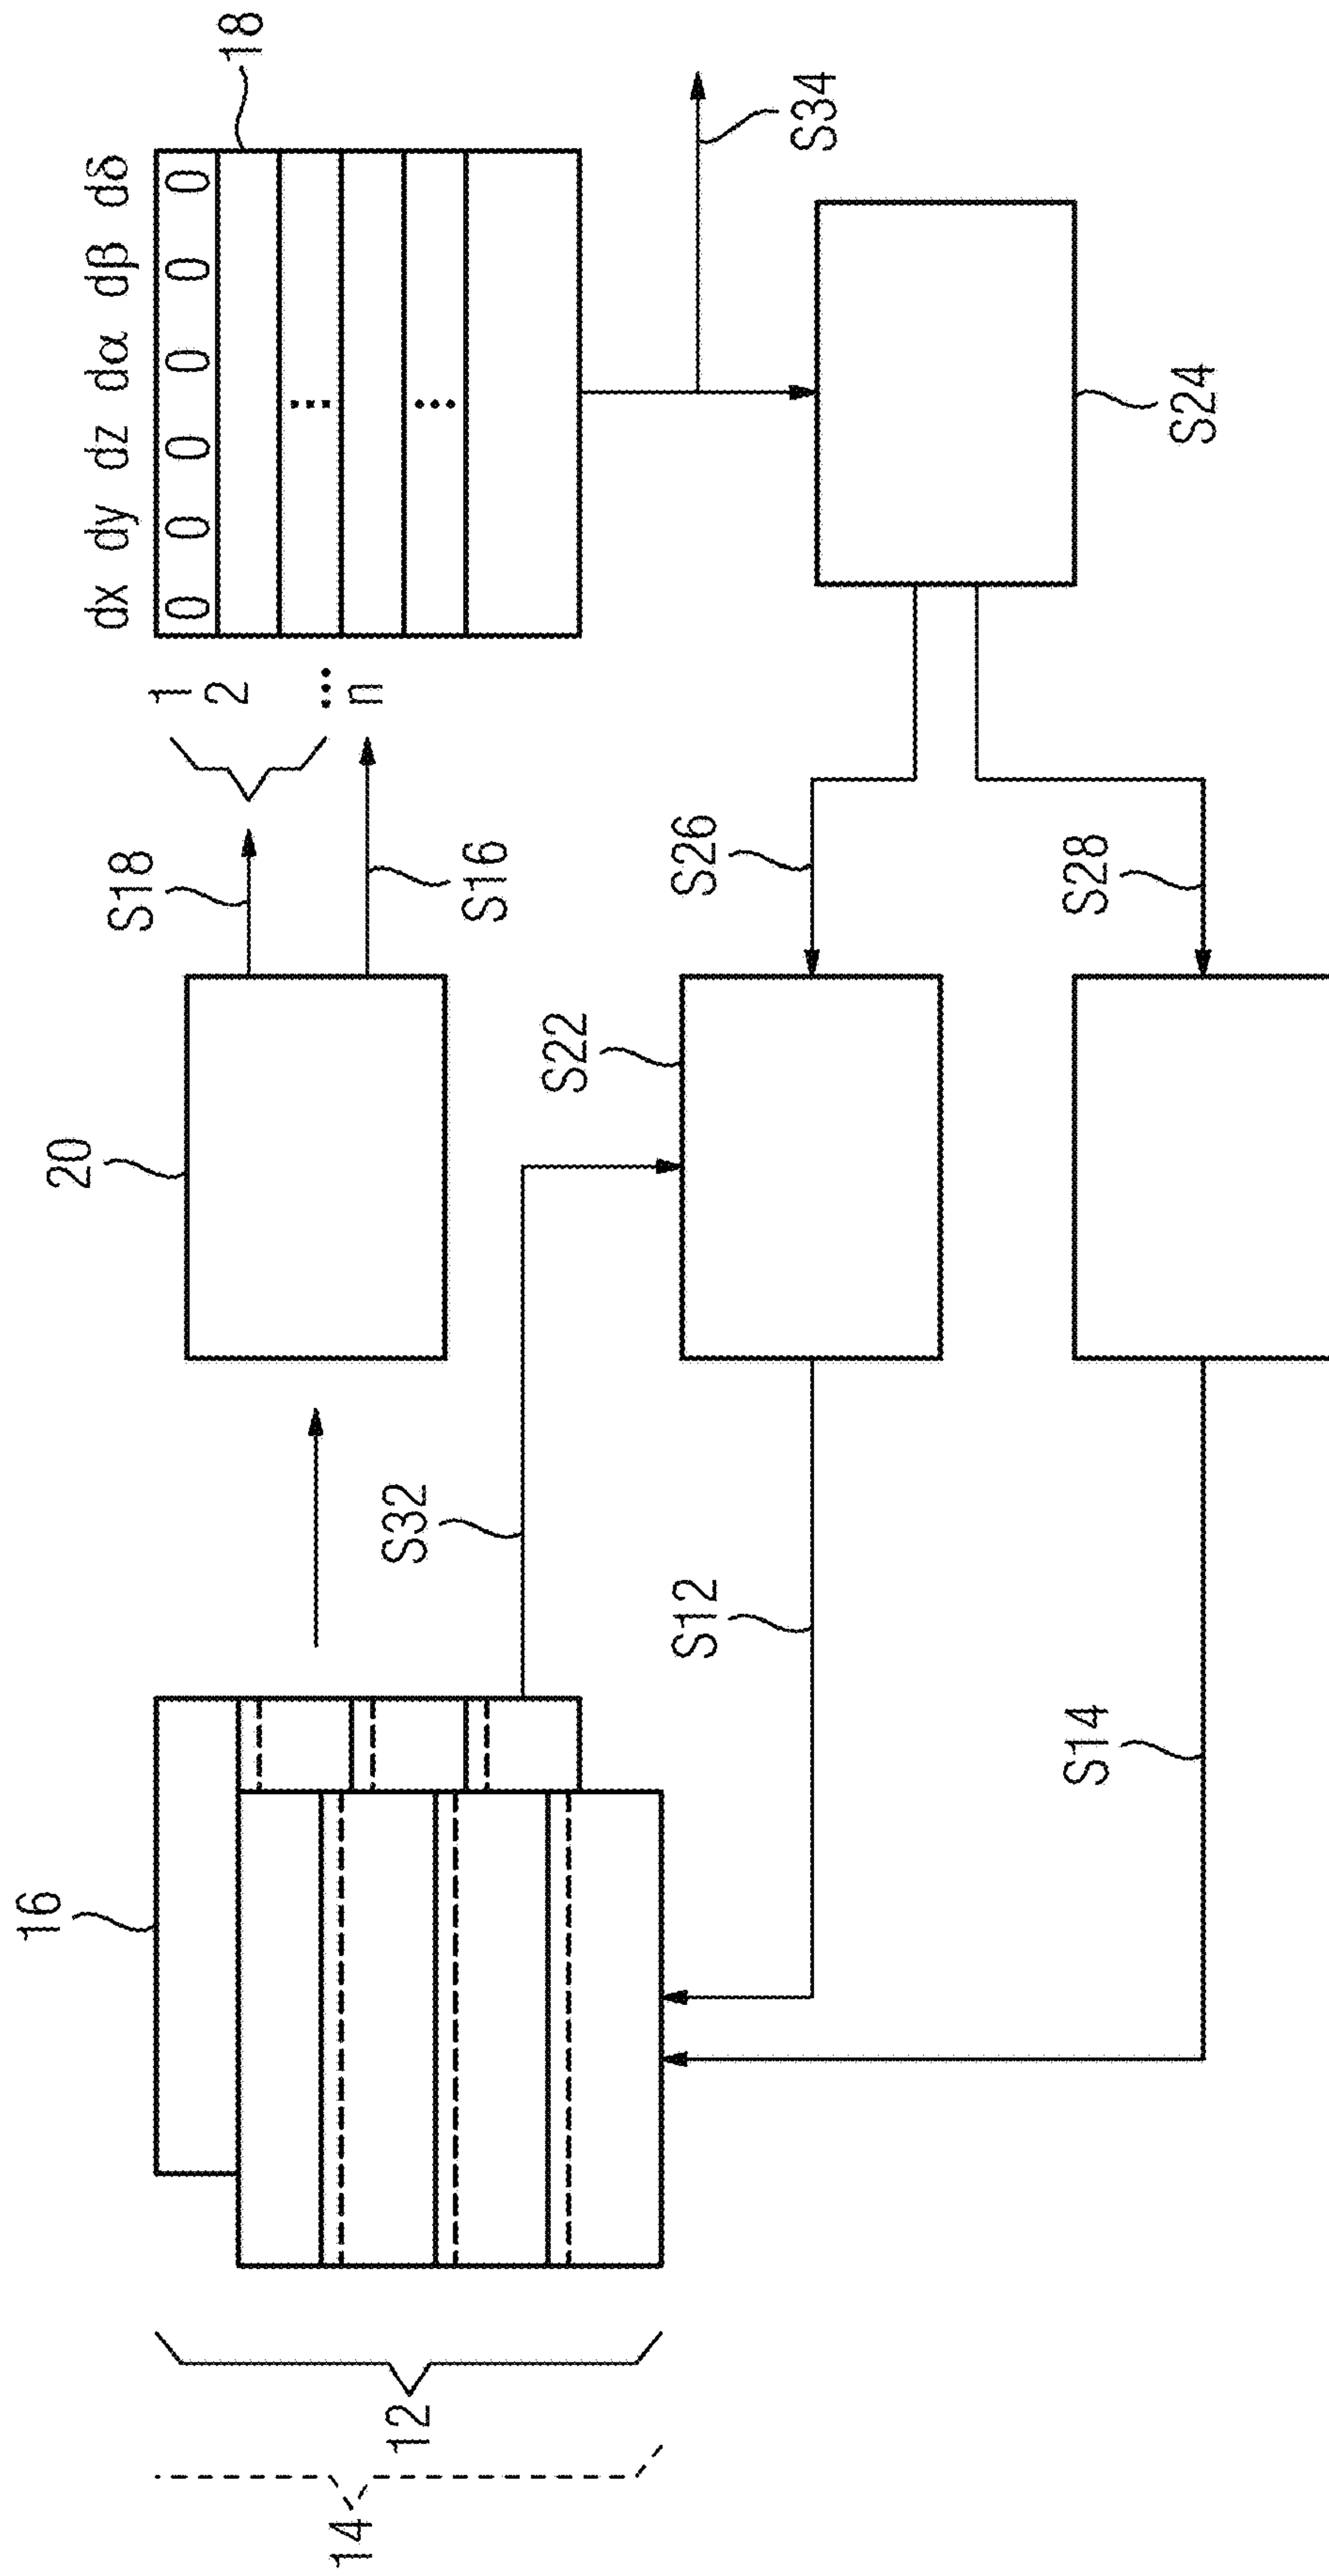 dx dy dz dα dβ dδ
0 0 0 0 0 0
18
1
2
...
n
...
...
20
S18
S16
16
S32
S22
S26
S34
S24
S12
S28
S14
12
14